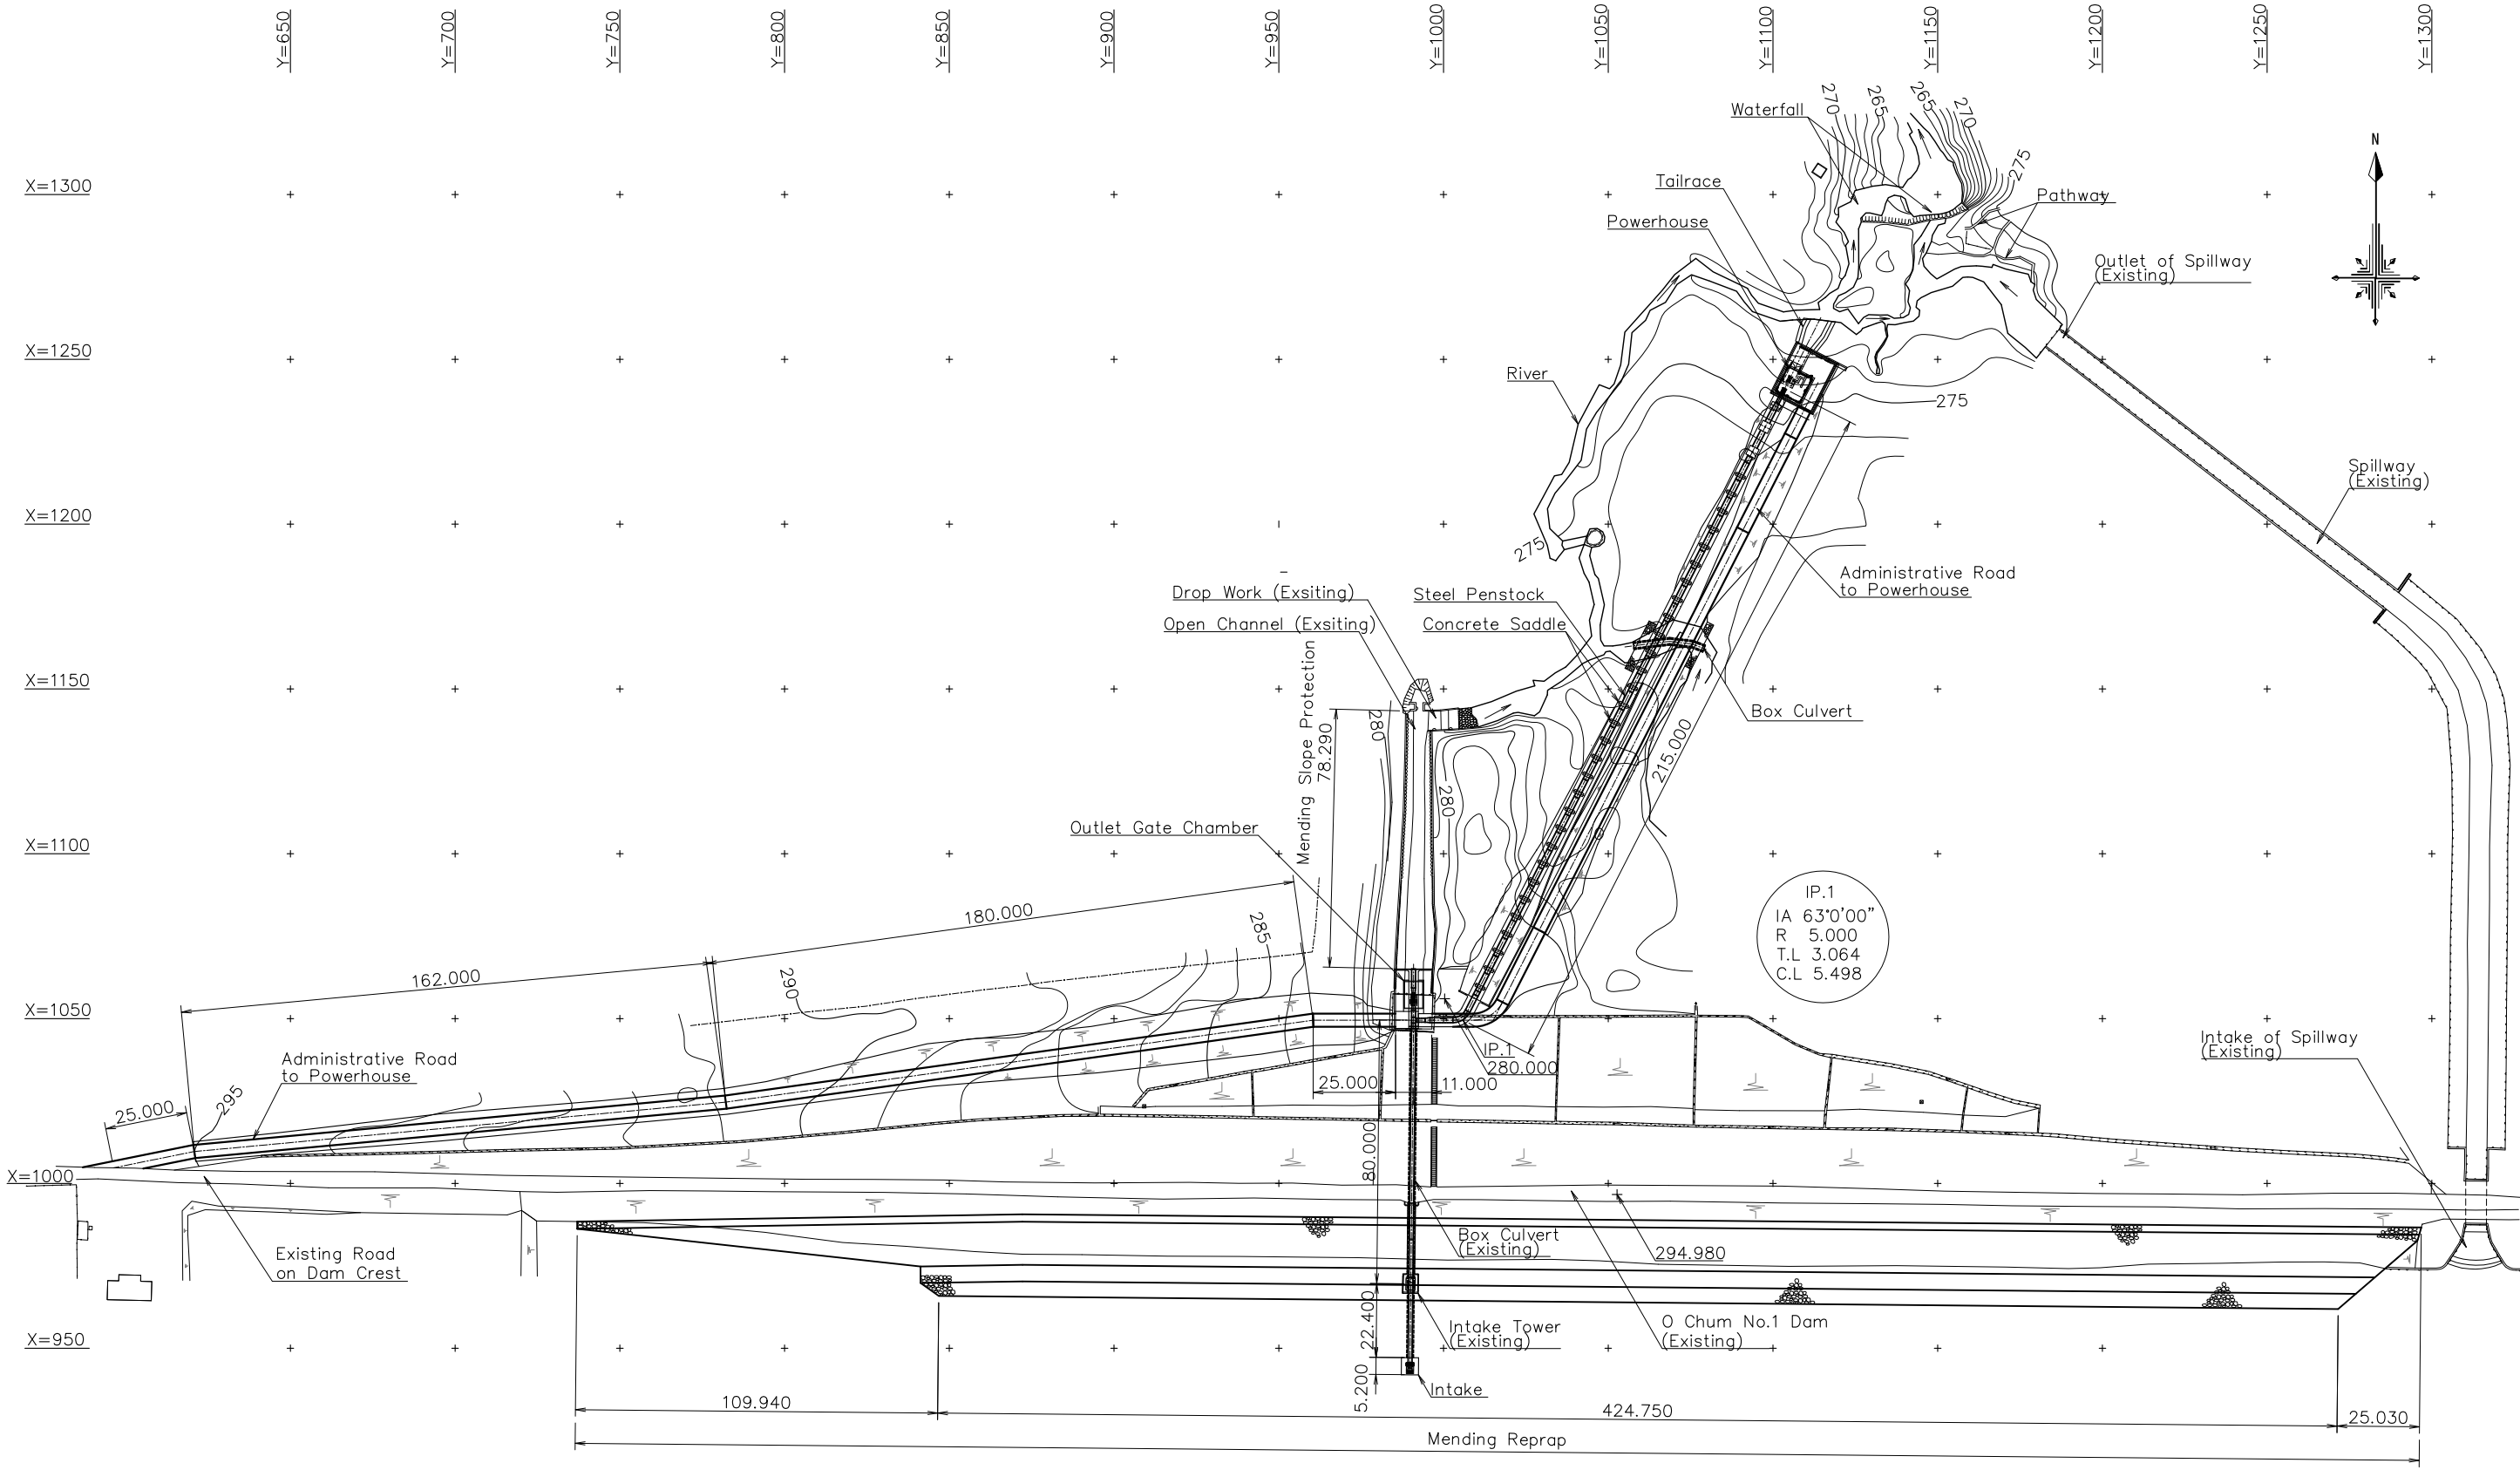 Y=650
Y=700
Y=750
Y=800
Y=850
Y=900
Y=950
Y=1000
Y=1050
Y=1100
Y=1150
Y=1200
Y=1250
Y=1300
270
265
265
270
Waterfall
N
275
X=1300
Tailrace
Pathway
Powerhouse
Outlet of Spillway
(Existing)
X=1250
River
275
Spillway
(Existing)
X=1200
275
Drop Work (Exsiting)
Steel Penstock
Administrative Road
to Powerhouse
Open Channel (Exsiting)
Concrete Saddle
X=1150
Mending Slope Protection
78.290
280
Box Culvert
215.000
280
Outlet Gate Chamber
X=1100
IP.1
IA 63°0'00"
R 5.000
T.L 3.064
C.L 5.498
180.000
285
162.000
290
X=1050
Intake of Spillway
(Existing)
Administrative Road
to Powerhouse
IP.1
280.000
25.000
11.000
25.000
295
80.000
X=1000
Existing Road
on Dam Crest
Box Culvert
(Existing)
294.980
O Chum No.1 Dam
(Existing)
Intake Tower
(Existing)
22.400
X=950
5.200
Intake
109.940
424.750
25.030
Mending Reprap